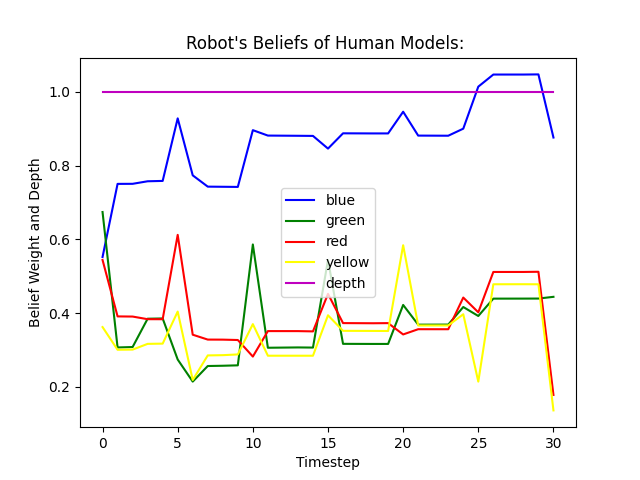 Robot's Beliefs of Human Models:
Belief Weight and Depth
1.0
0.8
0.6
0.4
0.2
blue
green
red
yellow
depth
0 5 10 15 20 25 30
Timestep